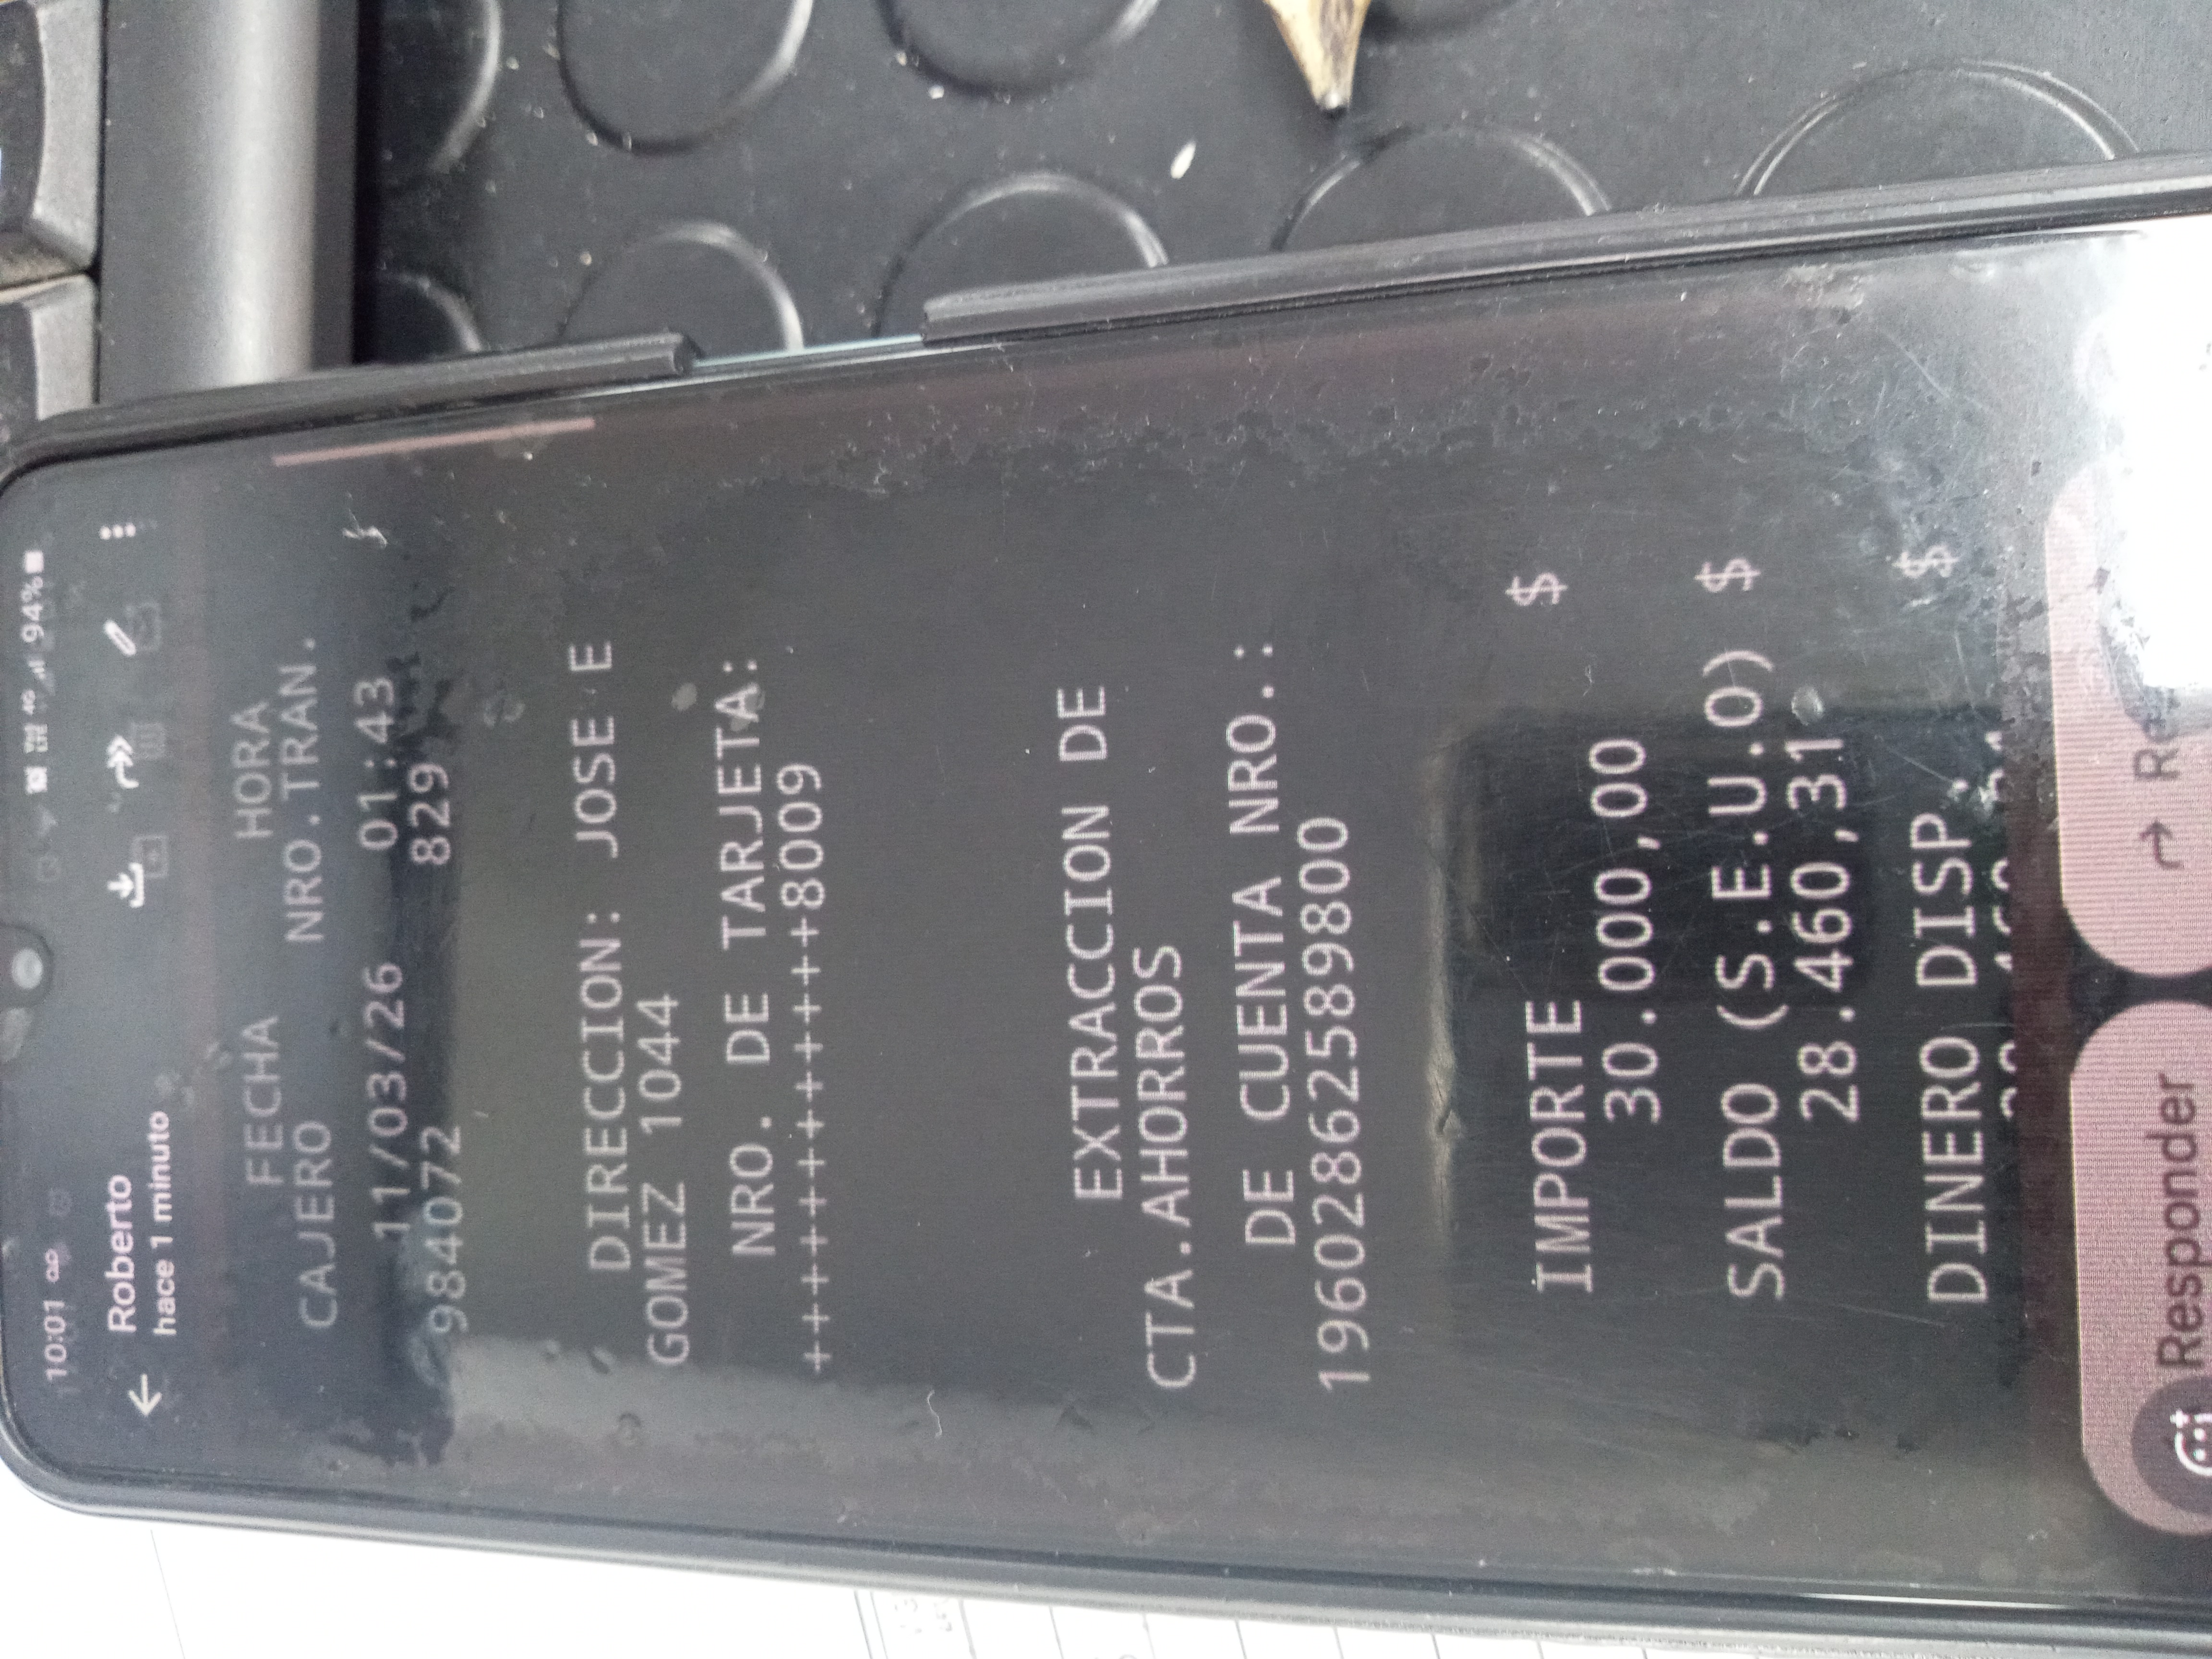 10:01 94%
Roberto
hace 1 minuto
FECHA HORA
CAJERO NRO.TRAN.
11/03/26 01:43
984072 829
DIRECCION: JOSE E
GOMEZ 1044
NRO. DE TARJETA:
+++++++++++++++8009
EXTRACCION DE
CTA.AHORROS
DE CUENTA NRO.:
19602862589800
IMPORTE $
30.000,00
SALDO (S.E.U.O) $
28.460,31
DINERO DISP. $
Responder